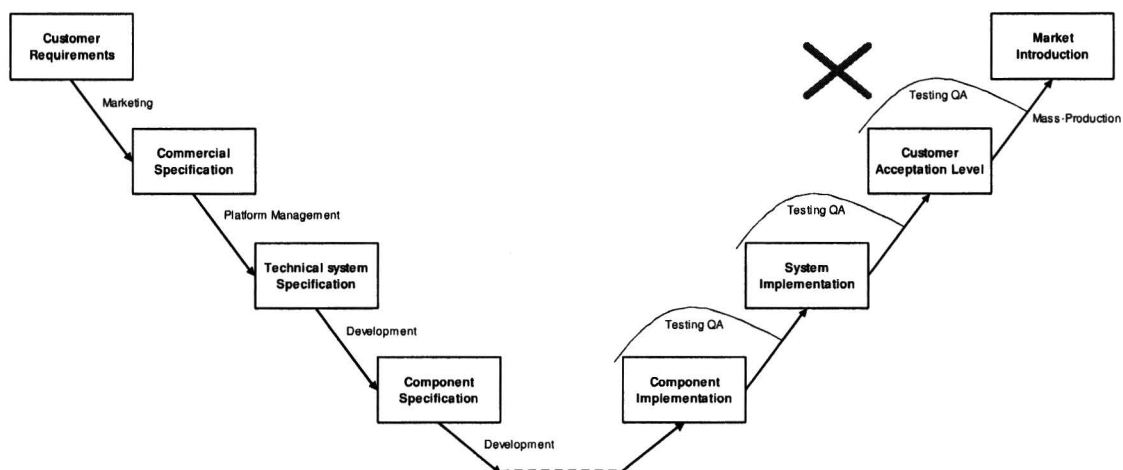 Customer
Requirements
Market
Introduction
Marketing
Testing QA
Mass-Production
Commercial
Specification
Customer
Acceptation Level
Platform Management
Testing QA
Technical system
Specification
System
Implementation
Development
Testing QA
Component
Specification
Component
Implementation
Development